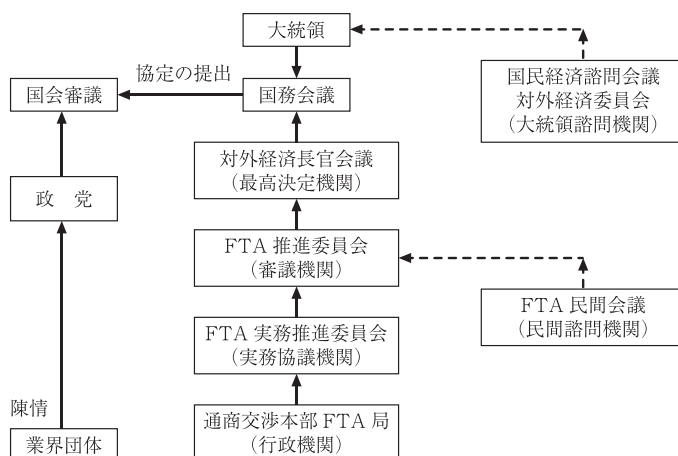 大統領
協定の提出
国会審議
国務会議
国民経済諮問会議
対外経済委員会
（大統領諮問機関）
対外経済長官会議
（最高決定機関）
政　党
FTA 推進委員会
（審議機関）
FTA 民間会議
（民間諮問機関）
FTA 実務推進委員会
（実務協議機関）
陳情
業界団体
通商交渉本部 FTA 局
（行政機関）